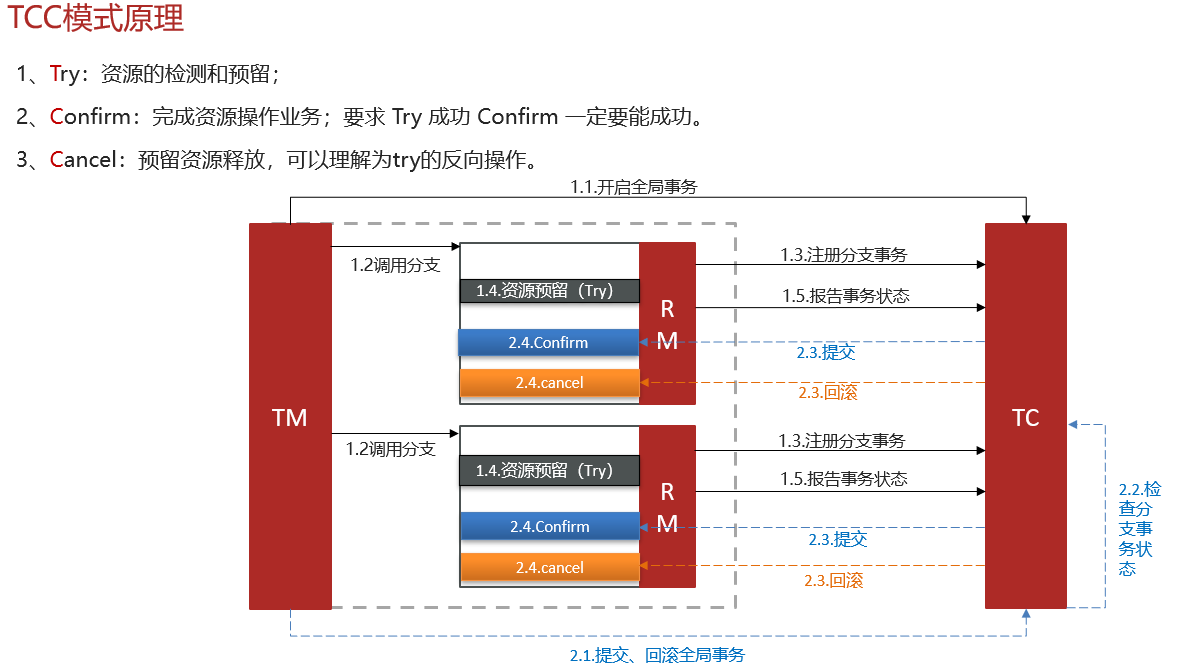 TCC模式原理
1、Try：资源的检测和预留；
2、Confirm：完成资源操作业务；要求 Try 成功 Confirm 一定要能成功。
3、Cancel：预留资源释放，可以理解为try的反向操作。
1.1.开启全局事务
TM
1.2调用分支
1.4.资源预留（Try）
2.4.Confirm
2.4.cancel
R
M
1.3.注册分支事务
1.5.报告事务状态
2.3.提交
2.3.回滚
1.2调用分支
1.4.资源预留（Try）
2.4.Confirm
2.4.cancel
R
M
1.3.注册分支事务
1.5.报告事务状态
2.3.提交
2.3.回滚
TC
2.2.检
查分
支事
务状
态
2.1.提交、回滚全局事务